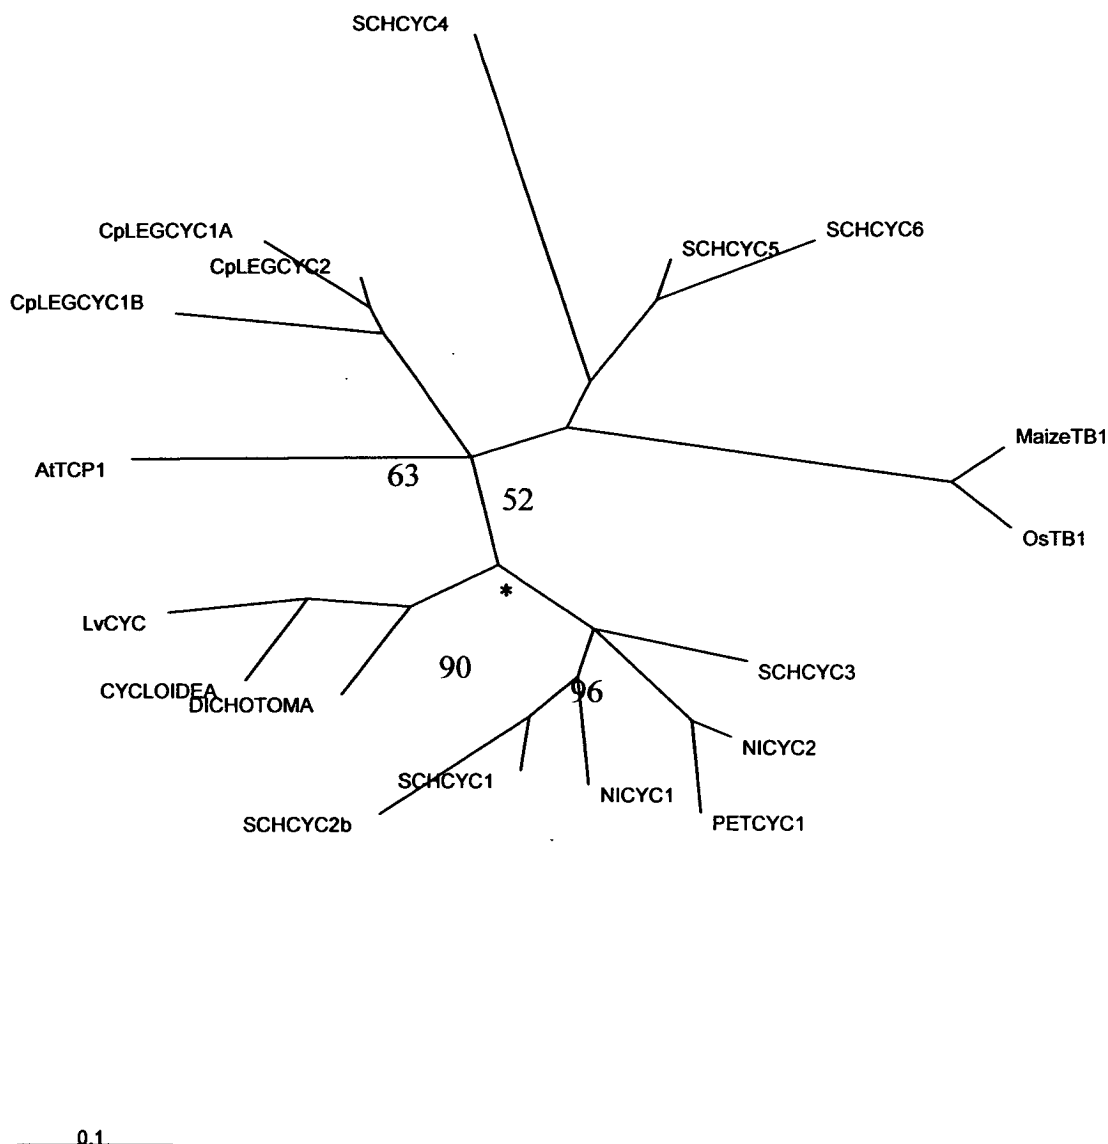 SCHCYC4
CpLEGCYC1A
SCHCYC6
SCHCYC5
CpLEGCYC2
CpLEGCYC1B
MaizeTB1
AtTCP1
63
52
OsTB1
*
LvCYC
90
SCHCYC3
CYCLOIDEA
96
DICHOTOMA
NICYC2
SCHCYC1
NICYC1
SCHCYC2b
PETCYC1
0.1